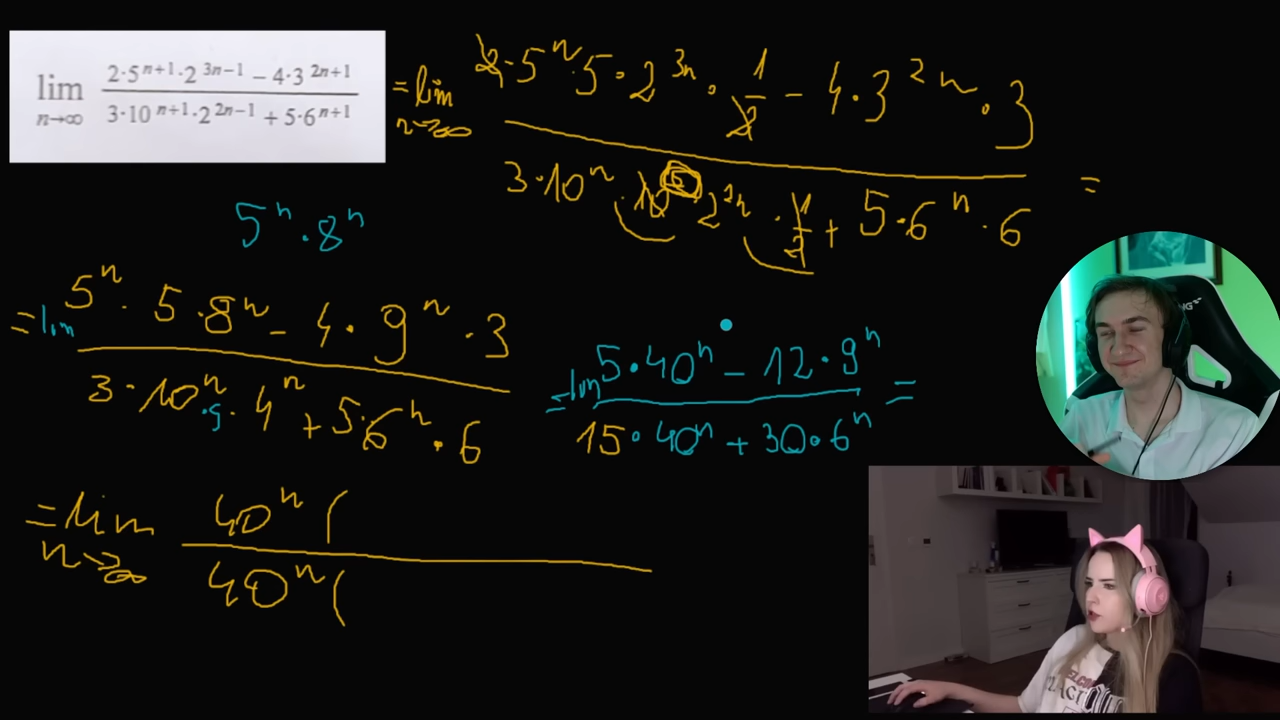 lim n→∞ (2·5^{n+1}·2^{3n-1} - 4·3^{2n+1}) / (3·10^{n+1}·2^{2n-1} + 5·6^{n+1})
= lim n→∞ (2·5^n·5·2^{3n}·1/2 - 4·3^{2n}·3) / (3·10^n·10 5 2^{2n}·1/2 + 5·6^n·6) =
5^n·8^n
= lim (5^n·5·8^n - 4·9^n·3) / (3·10^n·5·4^n + 5·6^n·6)
= lim (5·40^n - 12·9^n) / (15·40^n + 30·6^n) =
= lim n→∞ 40^n ( / 40^n (